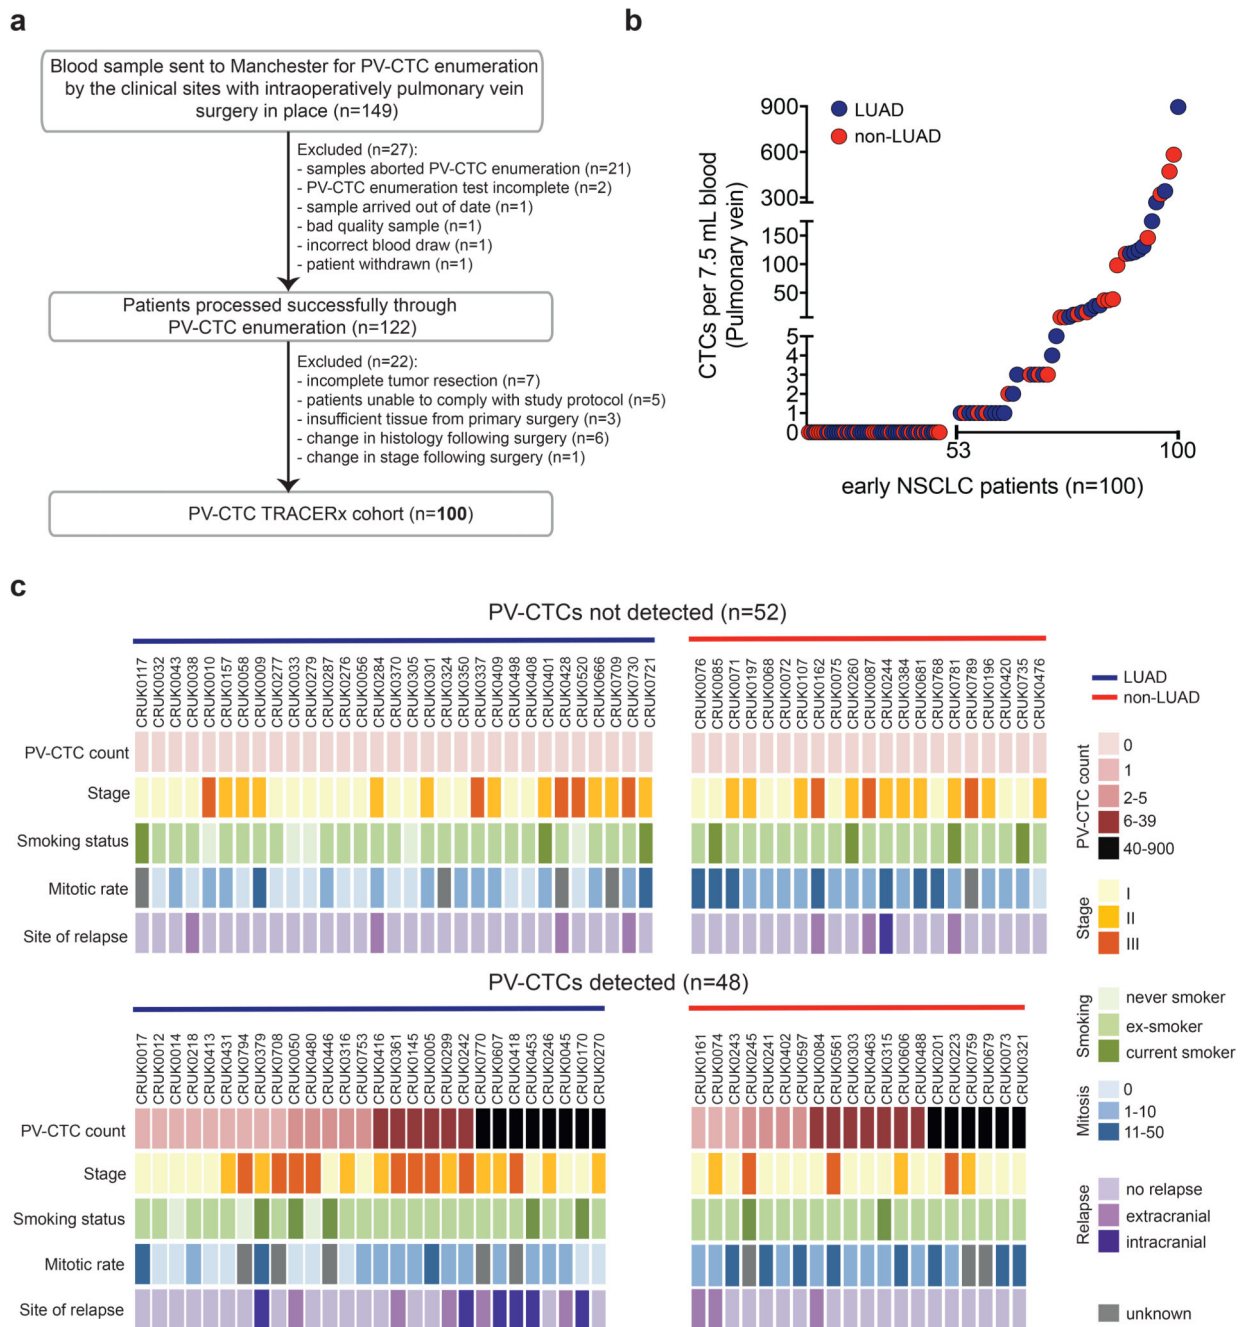 a
Blood sample sent to Manchester for PV-CTC enumeration
by the clinical sites with intraoperatively pulmonary vein
surgery in place (n=149)
Excluded (n=27):
- samples aborted PV-CTC enumeration (n=21)
- PV-CTC enumeration test incomplete (n=2)
- sample arrived out of date (n=1)
- bad quality sample (n=1)
- incorrect blood draw (n=1)
- patient withdrawn (n=1)
Patients processed successfully through
PV-CTC enumeration (n=122)
Excluded (n=22):
- incomplete tumor resection (n=7)
- patients unable to comply with study protocol (n=5)
- insufficient tissue from primary surgery (n=3)
- change in histology following surgery (n=6)
- change in stage following surgery (n=1)
PV-CTC TRACERx cohort (n=100)
b
CTCs per 7.5 mL blood
(Pulmonary vein)
900
600
300
150
100
50
5
4
3
2
1
0
LUAD
non-LUAD
53
100
early NSCLC patients (n=100)
c
PV-CTCs not detected (n=52)
CRUK0117
CRUK0032
CRUK0043
CRUK0038
CRUK0010
CRUK0157
CRUK0058
CRUK0009
CRUK0277
CRUK0033
CRUK0279
CRUK0287
CRUK0276
CRUK0056
CRUK0284
CRUK0370
CRUK0305
CRUK0301
CRUK0324
CRUK0350
CRUK0337
CRUK0409
CRUK0498
CRUK0408
CRUK0401
CRUK0428
CRUK0520
CRUK0666
CRUK0709
CRUK0730
CRUK0721
CRUK0076
CRUK0085
CRUK0071
CRUK0197
CRUK0068
CRUK0072
CRUK0107
CRUK0162
CRUK0075
CRUK0260
CRUK0087
CRUK0244
CRUK0384
CRUK0681
CRUK0768
CRUK0781
CRUK0789
CRUK0196
CRUK0420
CRUK0735
CRUK0476
PV-CTC count
Stage
Smoking status
Mitotic rate
Site of relapse
PV-CTCs detected (n=48)
CRUK0017
CRUK0012
CRUK0014
CRUK0218
CRUK0413
CRUK0431
CRUK0794
CRUK0379
CRUK0708
CRUK0050
CRUK0480
CRUK0446
CRUK0316
CRUK0753
CRUK0416
CRUK0361
CRUK0145
CRUK0005
CRUK0299
CRUK0242
CRUK0770
CRUK0607
CRUK0418
CRUK0453
CRUK0246
CRUK0045
CRUK0170
CRUK0270
CRUK0161
CRUK0074
CRUK0243
CRUK0245
CRUK0241
CRUK0402
CRUK0597
CRUK0084
CRUK0561
CRUK0303
CRUK0463
CRUK0315
CRUK0606
CRUK0488
CRUK0201
CRUK0223
CRUK0759
CRUK0679
CRUK0073
CRUK0321
PV-CTC count
Stage
Smoking status
Mitotic rate
Site of relapse
LUAD
non-LUAD
PV-CTC count
0
1
2-5
6-39
40-900
Stage
I
II
III
Smoking
never smoker
ex-smoker
current smoker
Mitosis
0
1-10
11-50
Relapse
no relapse
extracranial
intracranial
unknown